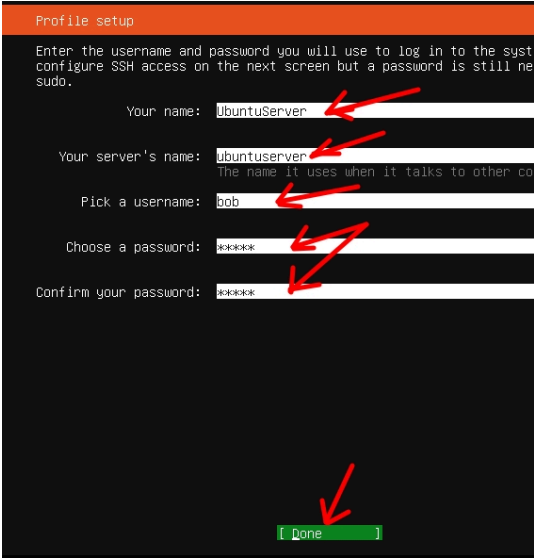 Profile setup
Enter the username and password you will use to log in to the syst
configure SSH access on the next screen but a password is still ne
sudo.
Your name: UbuntuServer
Your server's name: ubuntuserver
The name it uses when it talks to other co
Pick a username: bob
Choose a password: *****
Confirm your password: *****
[ Done ]